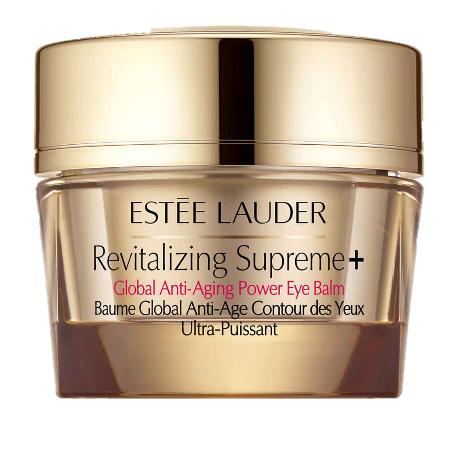 ESTĒE LAUDER
Revitalizing Supreme+
Global Anti-Aging Power Eye Balm
Baume Global Anti-Age Contour des Yeux
Ultra-Puissant